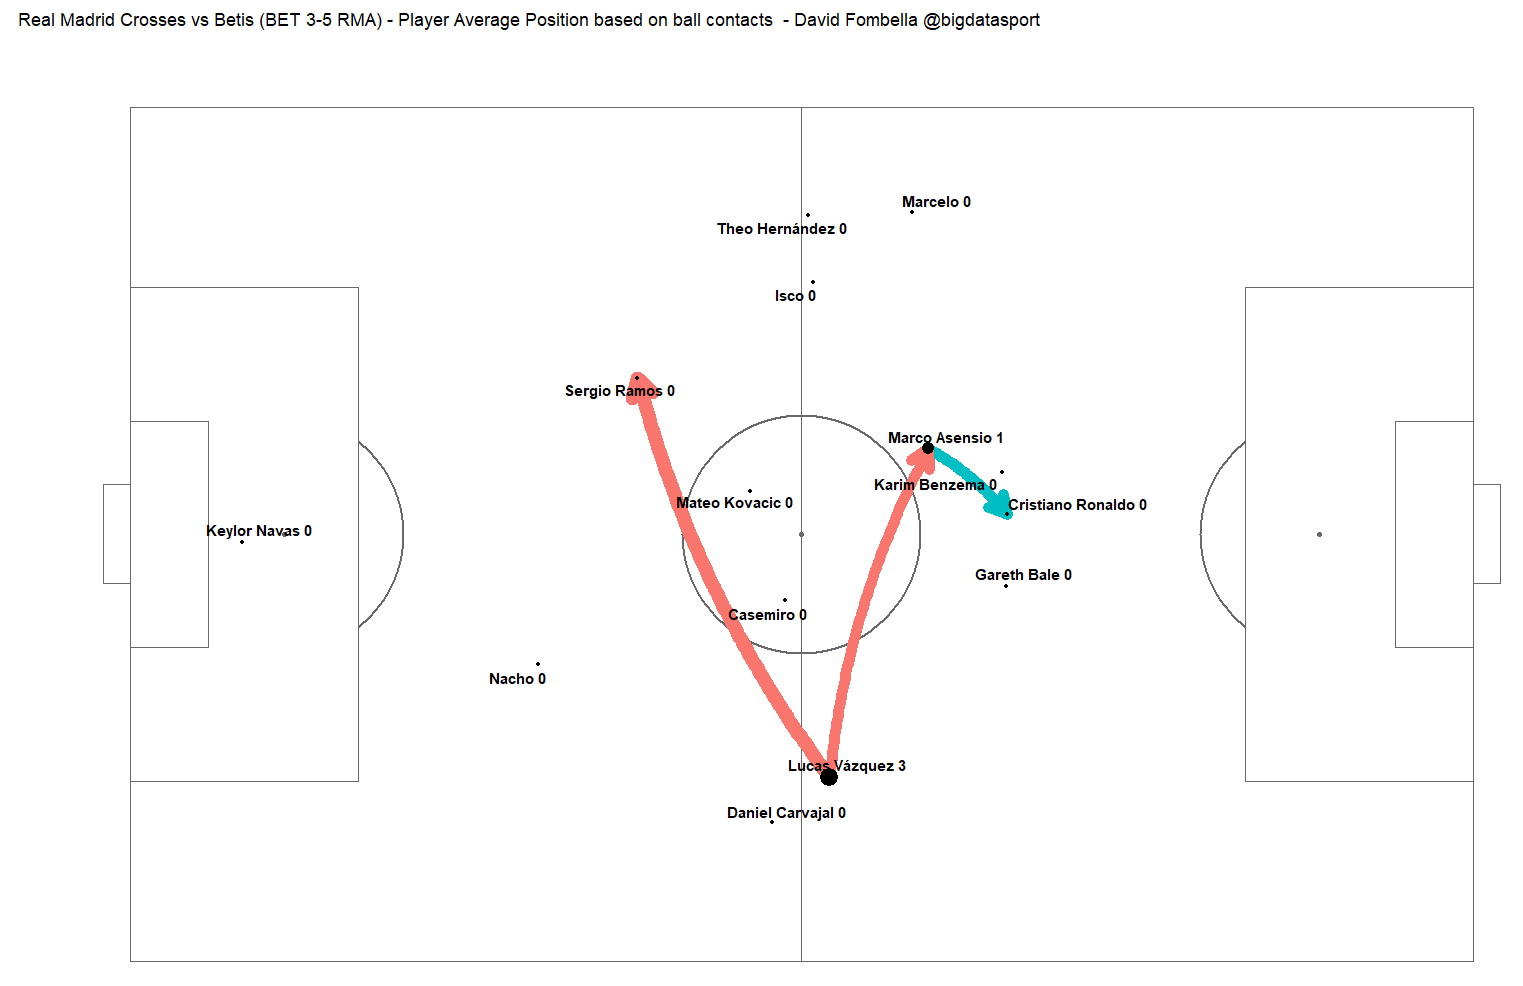 Real Madrid Crosses vs Betis (BET 3-5 RMA) - Player Average Position based on ball contacts  - David Fombella @bigdatasport
Marcelo 0
Theo Hernández 0
Isco 0
Sergio Ramos 0
Marco Asensio 1
Karim Benzema 0
Mateo Kovacic 0
Cristiano Ronaldo 0
Keylor Navas 0
Gareth Bale 0
Casemiro 0
Nacho 0
Lucas Vázquez 3
Daniel Carvajal 0